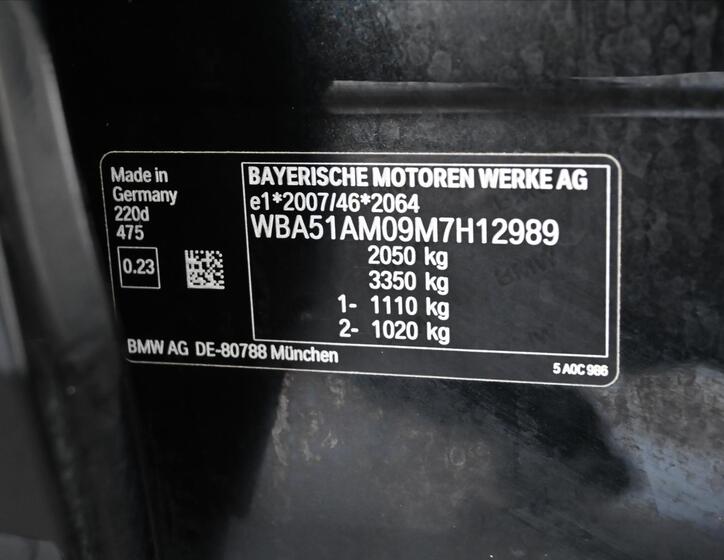 Made in
Germany
220d
475
0.23
BAYERISCHE MOTOREN WERKE AG
e1*2007/46*2064
WBA51AM09M7H12989
2050 kg
3350 kg
1- 1110 kg
2- 1020 kg
BMW AG DE-80788 München
5 A0C 986